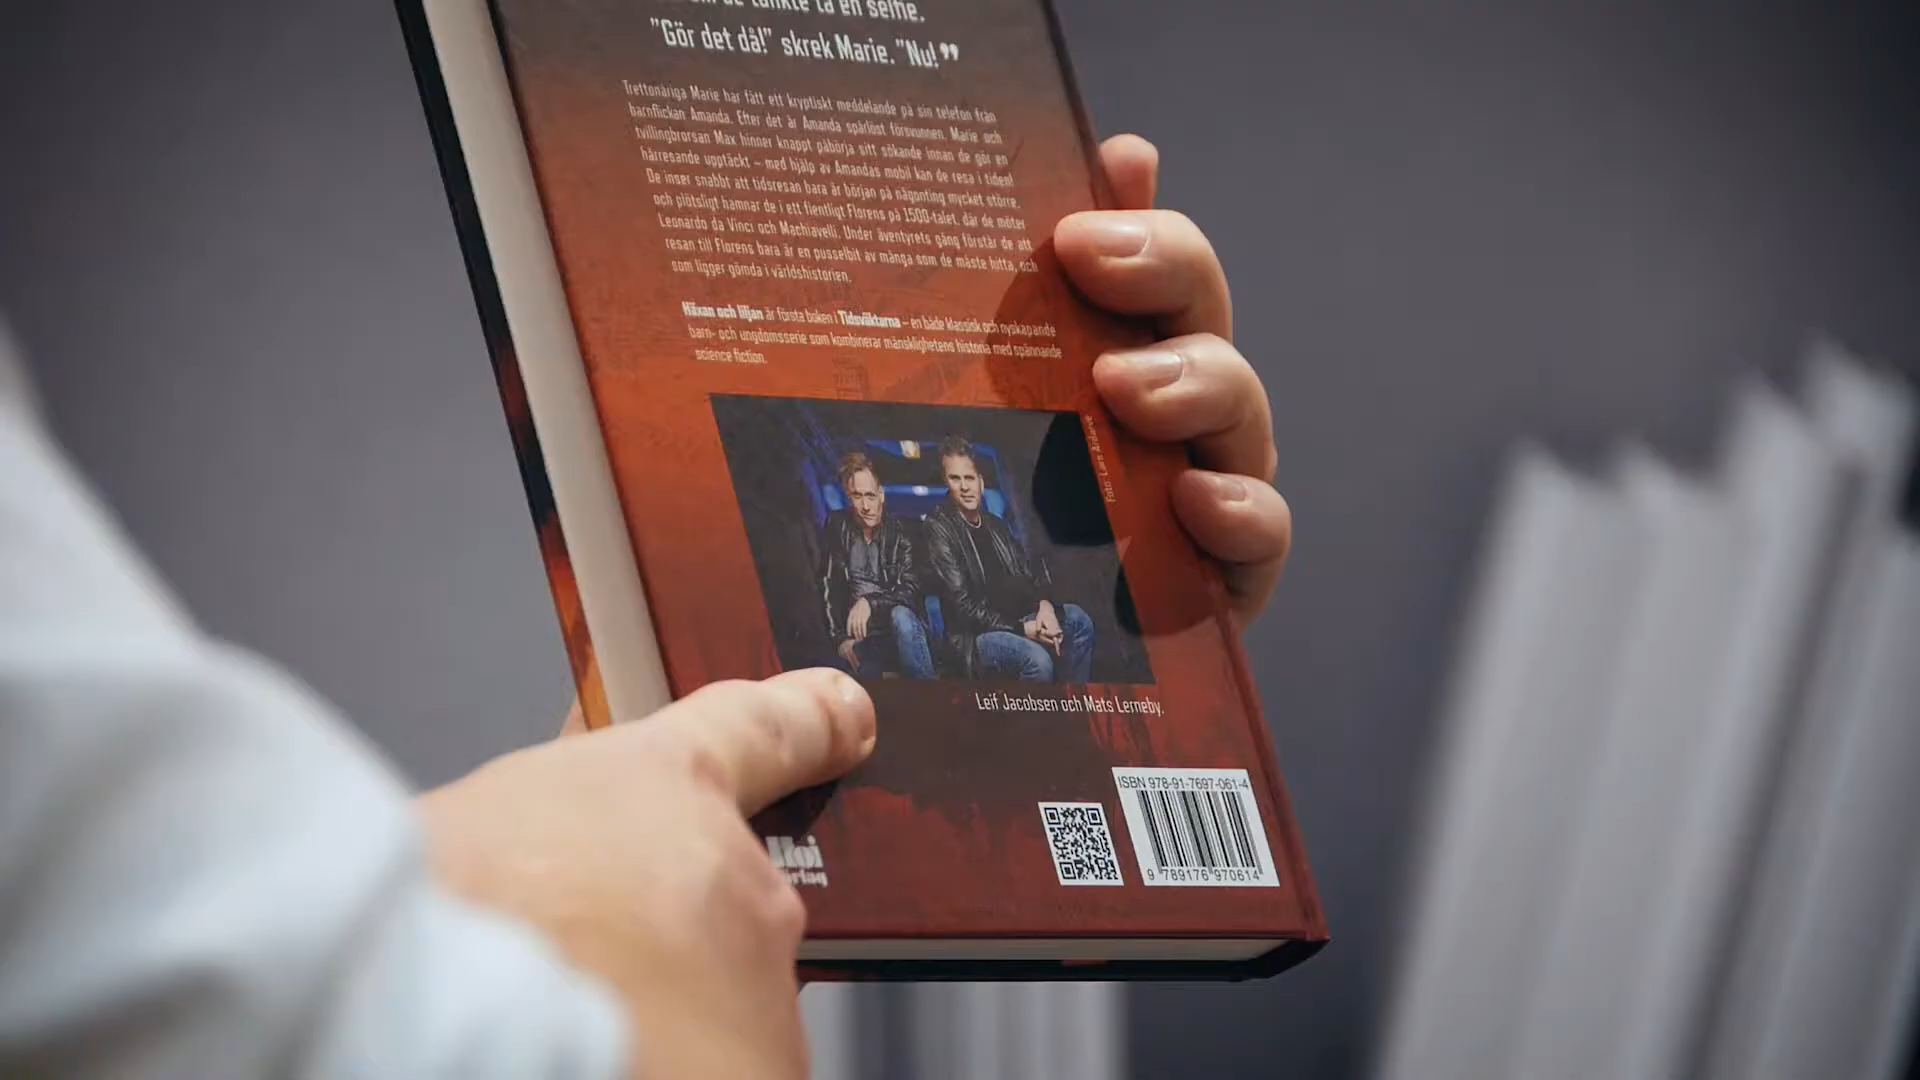 tänkte ta en selfie.
"Gör det då!" skrek Marie. "Nu!”
Trettonåriga Marie har fått ett kryptiskt meddelande på sin telefon från
barnflickan Amanda. Efter det är Amanda spårlöst försvunnen. Marie och
tvillingbrorsan Max hinner knappt påbörja sitt sökande innan de gör en
hårresande upptäckt – med hjälp av Amandas mobil kan de resa i tiden!
De inser snabbt att tidsresan bara är början på någonting mycket större,
och plötsligt hamnar de i ett fientligt Florens på 1500-talet, där de möter
Leonardo da Vinci och Machiavelli. Under äventyrets gång förstår de att
resan till Florens bara är en pusselbit av många som de måste hitta, och
som ligger gömda i världshistorien.
Häxan och liljan är första boken i Tidsväktarna – en både klassisk och nyskapande
barn- och ungdomsserie som kombinerar mänsklighetens historia med spännande
science fiction.
Foto: Lars
Leif Jacobsen och Mats Lerneby.
ISBN 978-91-7697-061-4
9 789176 970614
Hoi